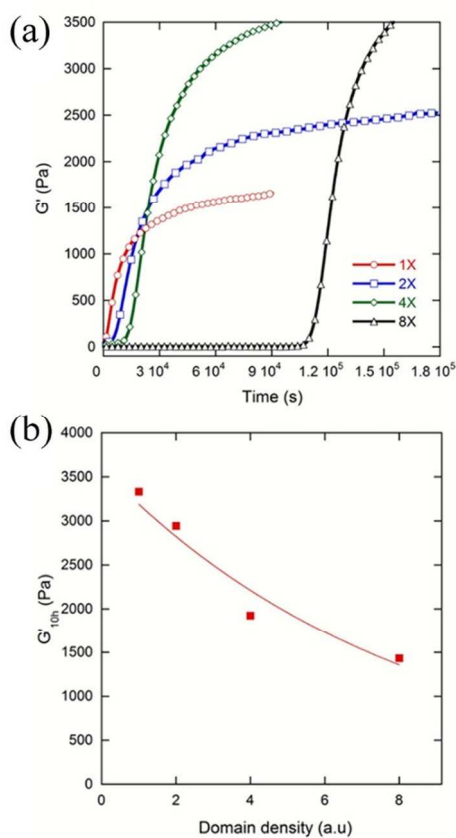 (a)
3500
3000
2500
2000
1500
1000
500
0
G' (Pa)
1X
2X
4X
8X
0 3 10⁴ 6 10⁴ 9 10⁴ 1.2 10⁵ 1.5 10⁵ 1.8 10⁵
Time (s)
(b)
4000
3500
3000
2500
2000
1500
1000
500
0
G'10h (Pa)
0 2 4 6 8
Domain density (a.u)